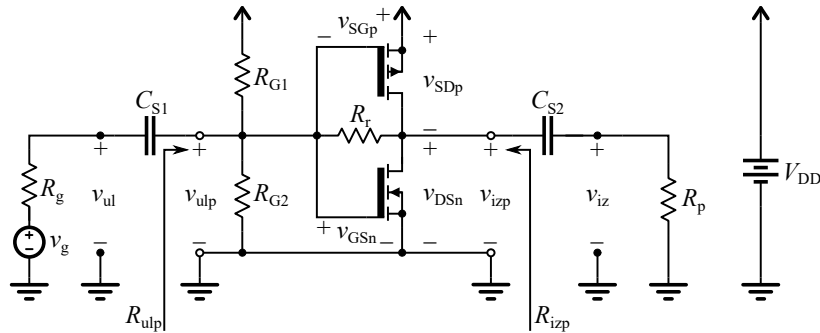 v_SGp + +
−
R_G1
v_SDp
C_S1
C_S2
R_r
−
+ + + + +
R_g
v_ul
v_ulp
R_G2
v_DSn
v_izp
v_iz
R_p
V_DD
+
−
v_g
+
v_GSn
− − − − − −
R_ulp
R_izp